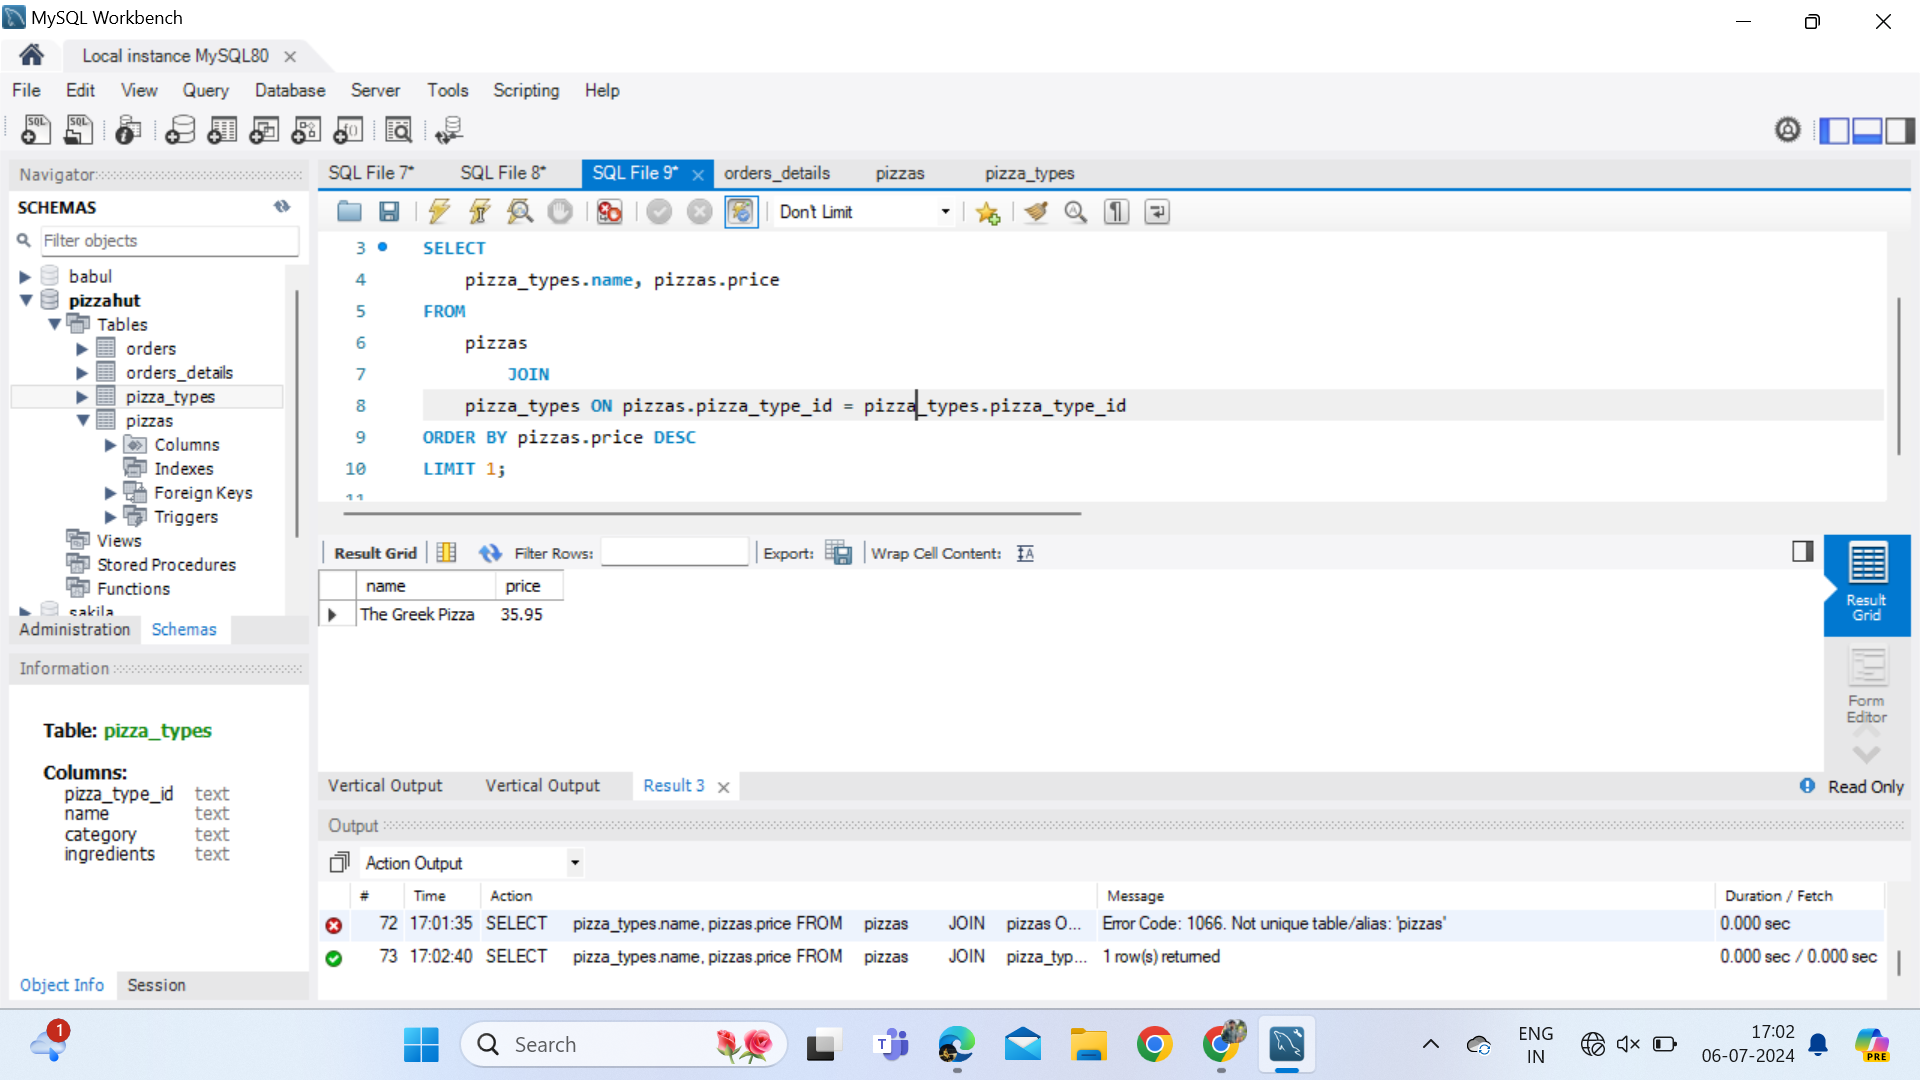 MySQL Workbench
Local instance MySQL80
File Edit View Query Database Server Tools Scripting Help
Navigator
SCHEMAS
Filter objects
babul
pizzahut
Tables
orders
orders_details
pizza_types
pizzas
Columns
Indexes
Foreign Keys
Triggers
Views
Stored Procedures
Functions
sakila
Administration Schemas
Information
Table: pizza_types
Columns:
pizza_type_id text
name text
category text
ingredients text
Object Info Session
SQL File 7* SQL File 8* SQL File 9* orders_details pizzas pizza_types
Don't Limit
3 SELECT
4 pizza_types.name, pizzas.price
5 FROM
6 pizzas
7 JOIN
8 pizza_types ON pizzas.pizza_type_id = pizza_types.pizza_type_id
9 ORDER BY pizzas.price DESC
10 LIMIT 1;
11
Result Grid Filter Rows: Export: Wrap Cell Content:
name price
The Greek Pizza 35.95
Result
Grid
Form
Editor
Vertical Output Vertical Output Result 3 Read Only
Output
Action Output
# Time Action Message Duration / Fetch
72 17:01:35 SELECT pizza_types.name, pizzas.price FROM pizzas JOIN pizzas O... Error Code: 1066. Not unique table/alias: 'pizzas' 0.000 sec
73 17:02:40 SELECT pizza_types.name, pizzas.price FROM pizzas JOIN pizza_typ... 1 row(s) returned 0.000 sec / 0.000 sec
1
Search
ENG
IN
17:02
06-07-2024
PRE